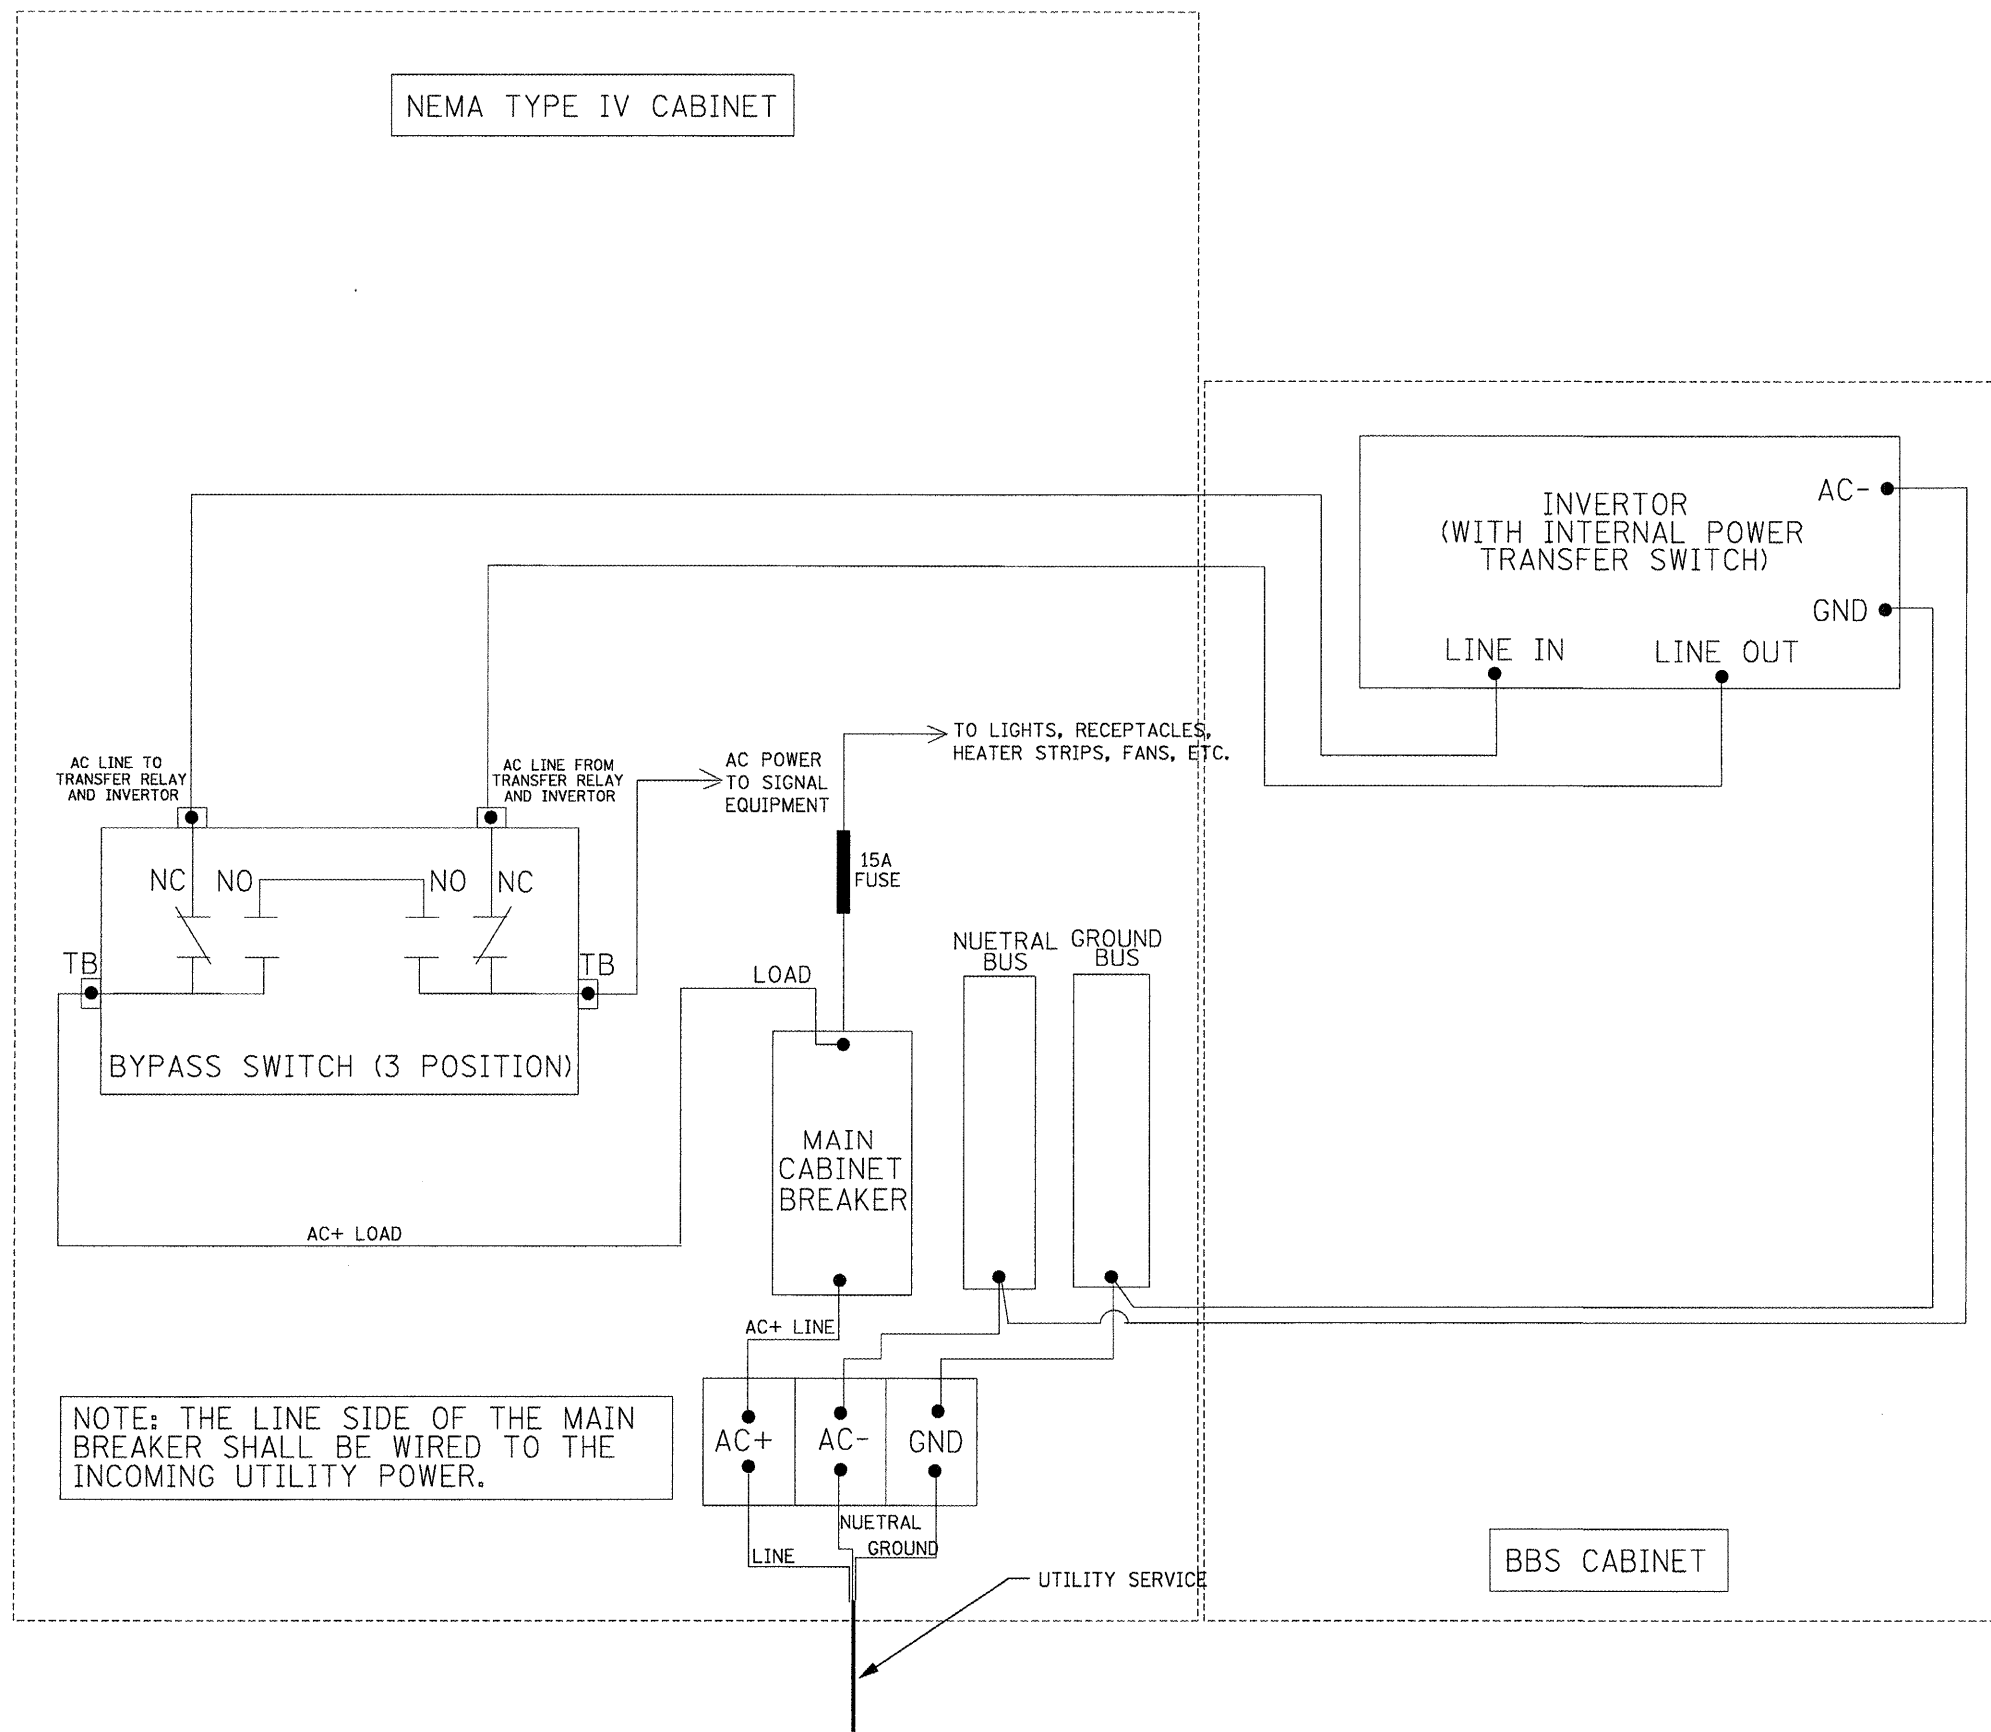 NEMA TYPE IV CABINET
INVERTOR
(WITH INTERNAL POWER
TRANSFER SWITCH)
AC-
GND
LINE IN
LINE OUT
TO LIGHTS, RECEPTACLES,
HEATER STRIPS, FANS, ETC.
AC POWER
TO SIGNAL
EQUIPMENT
AC LINE TO
TRANSFER RELAY
AND INVERTOR
AC LINE FROM
TRANSFER RELAY
AND INVERTOR
15A
FUSE
NC
NO
NO
NC
TB
TB
BYPASS SWITCH (3 POSITION)
LOAD
NUETRAL
BUS
GROUND
BUS
MAIN
CABINET
BREAKER
AC+ LOAD
AC+ LINE
NOTE: THE LINE SIDE OF THE MAIN
BREAKER SHALL BE WIRED TO THE
INCOMING UTILITY POWER.
AC+
AC-
GND
NUETRAL
GROUND
LINE
UTILITY SERVICE
BBS CABINET